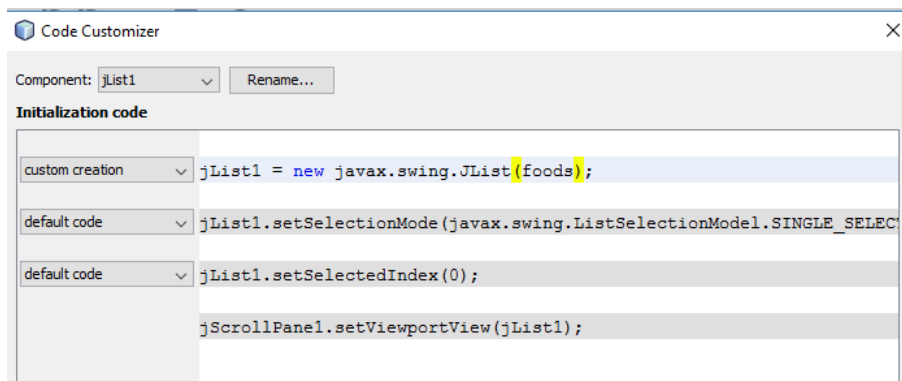 Code Customizer
Component: jList1 Rename...
Initialization code
custom creation jList1 = new javax.swing.JList(foods);
default code jList1.setSelectionMode(javax.swing.ListSelectionModel.SINGLE_SELEC
default code jList1.setSelectedIndex(0);
jScrollPane1.setViewportView(jList1);